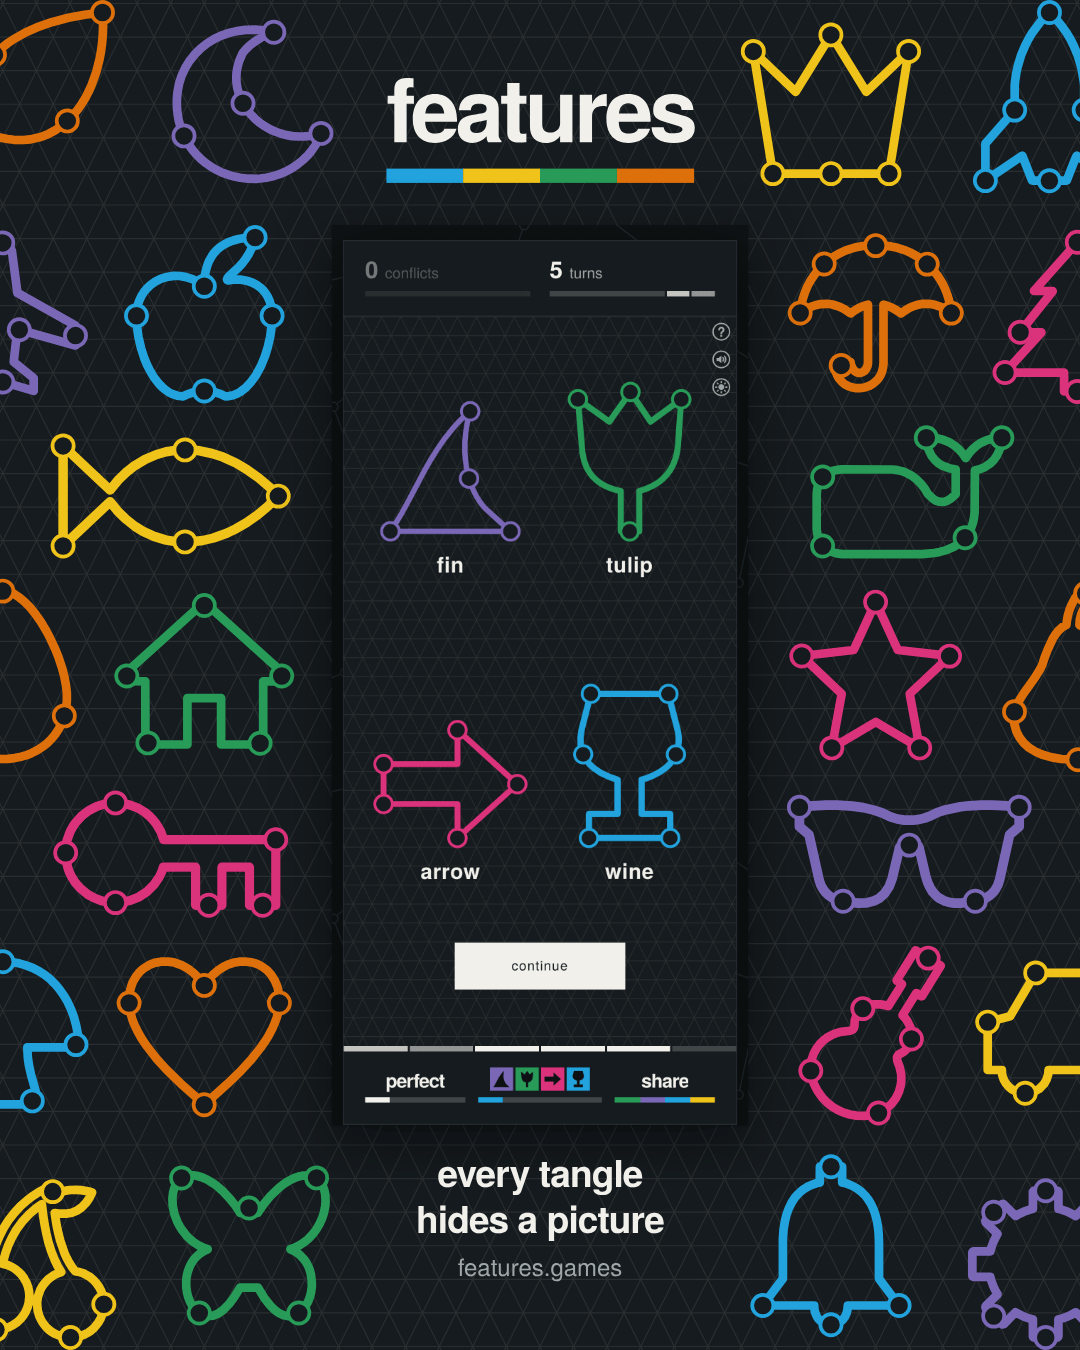 features
0 conflicts
5 turns
?
fin
tulip
arrow
wine
continue
perfect
share
every tangle
hides a picture
features.games